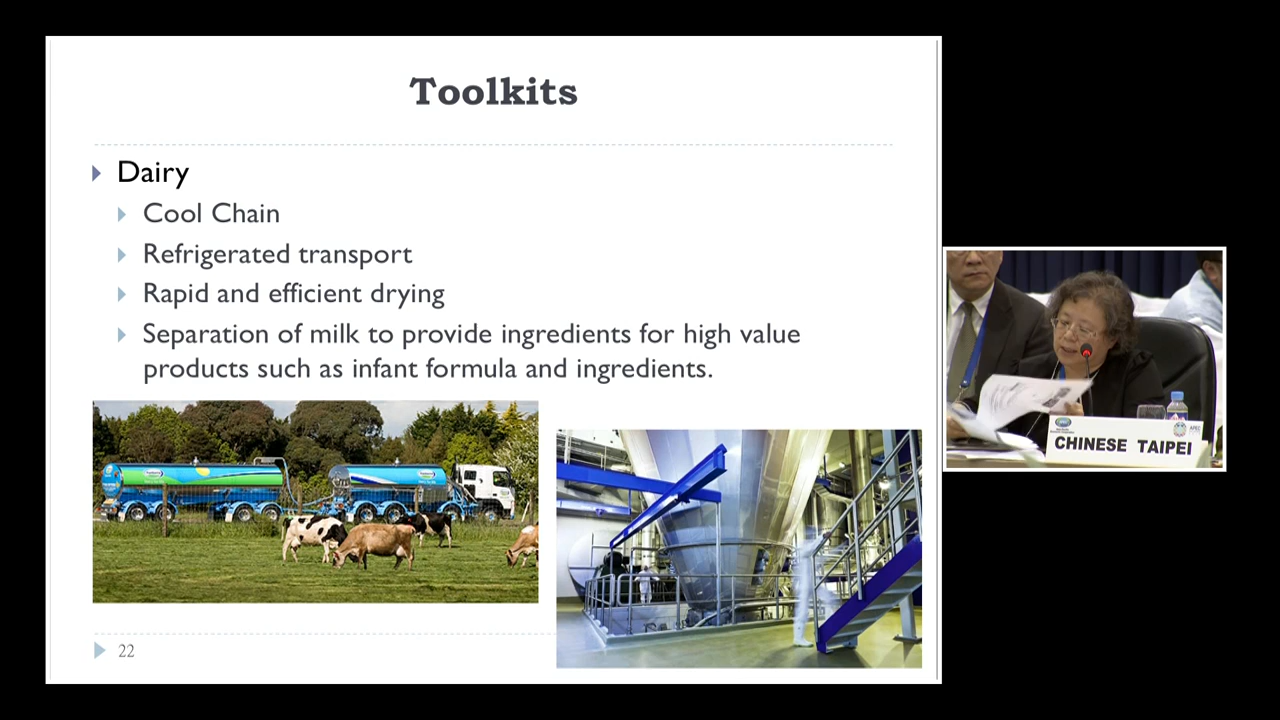 Toolkits
Dairy
Cool Chain
Refrigerated transport
Rapid and efficient drying
Separation of milk to provide ingredients for high value
products such as infant formula and ingredients.
22
APEC
CHINESE TAIPEI